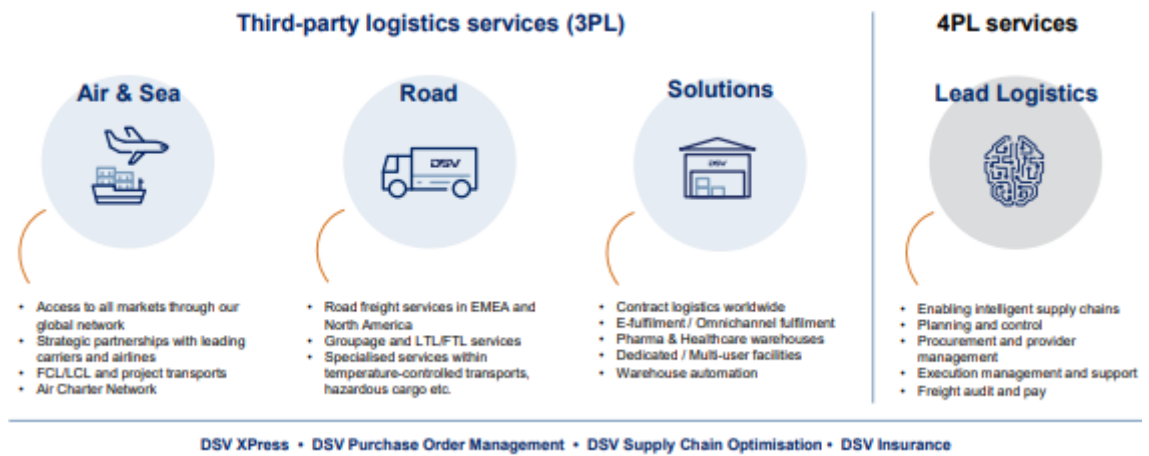 Third-party logistics services (3PL)
4PL services
Air & Sea
Road
Solutions
Lead Logistics
DSV
DSV
• Access to all markets through our
global network
• Strategic partnerships with leading
carriers and airlines
• FCL/LCL and project transports
• Air Charter Network
• Road freight services in EMEA and
North America
• Groupage and LTL/FTL services
• Specialised services within
temperature-controlled transports,
hazardous cargo etc.
• Contract logistics worldwide
• E-fulfilment / Omnichannel fulfilment
• Pharma & Healthcare warehouses
• Dedicated / Multi-user facilities
• Warehouse automation
• Enabling intelligent supply chains
• Planning and control
• Procurement and provider
management
• Execution management and support
• Freight audit and pay
DSV XPress • DSV Purchase Order Management • DSV Supply Chain Optimisation • DSV Insurance